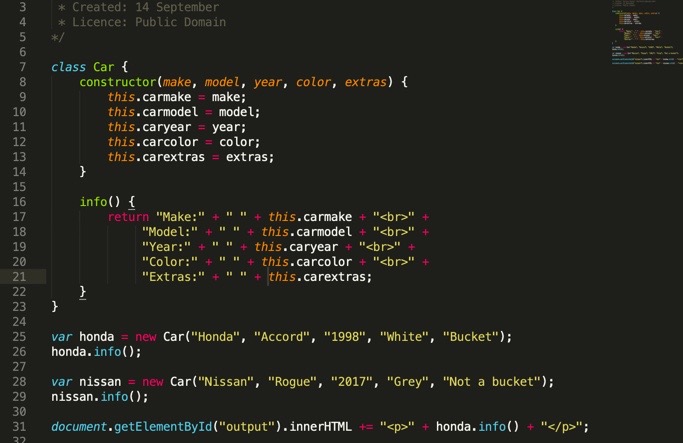 3 * Created: 14 September
4 * Licence: Public Domain
5 */
6
7 class Car {
8 constructor(make, model, year, color, extras) {
9 this.carmake = make;
10 this.carmodel = model;
11 this.caryear = year;
12 this.carcolor = color;
13 this.carextras = extras;
14 }
15
16 info() {
17 return "Make:" + " " + this.carmake + "<br>" +
18 "Model:" + " " + this.carmodel + "<br>" +
19 "Year:" + " " + this.caryear + "<br>" +
20 "Color:" + " " + this.carcolor + "<br>" +
21 "Extras:" + " " + this.carextras;
22 }
23 }
24
25 var honda = new Car("Honda", "Accord", "1998", "White", "Bucket");
26 honda.info();
27
28 var nissan = new Car("Nissan", "Rogue", "2017", "Grey", "Not a bucket");
29 nissan.info();
30
31 document.getElementById("output").innerHTML += "<p>" + honda.info() + "</p>";
32